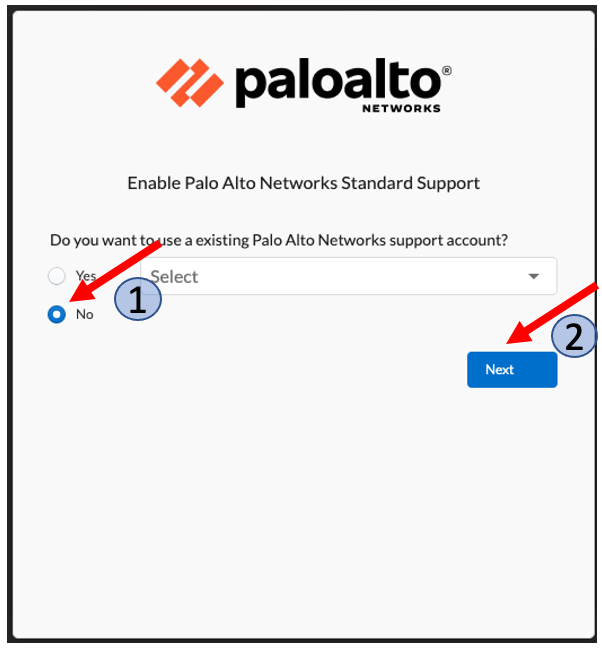 paloalto®
NETWORKS
Enable Palo Alto Networks Standard Support
Do you want to use a existing Palo Alto Networks support account?
Yes
Select
1
No
2
Next